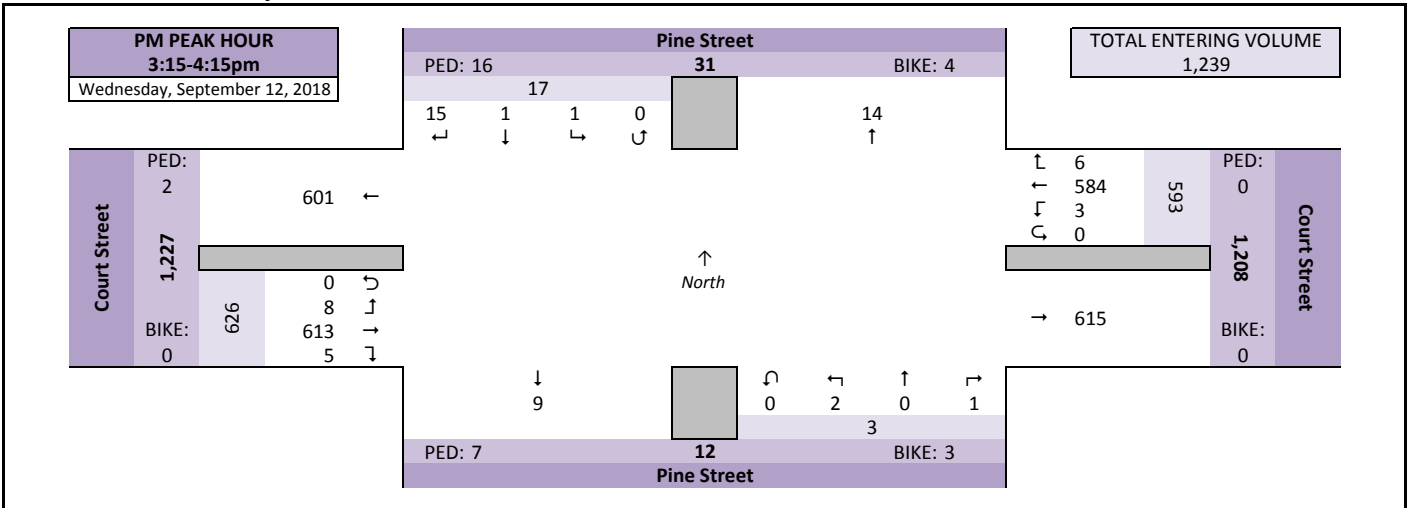 PM PEAK HOUR
3:15-4:15pm
Wednesday, September 12, 2018
Pine Street
PED: 16 31 BIKE: 4
17
15 1 1 0 14
↵ ↓ ↳ ↺ ↑
TOTAL ENTERING VOLUME
1,239
Court Street
PED:
2
1,227
BIKE:
0
601 ←
626
0 ↺
8 ↱
613 →
5 ↴
↑
North
↑ 6
← 584
↓ 3
↺ 0
593
PED:
0
1,208
BIKE:
0
Court Street
→ 615
↓ ↶ ↰ ↑ ↱
9 0 2 0 1
3
PED: 7 12 BIKE: 3
Pine Street